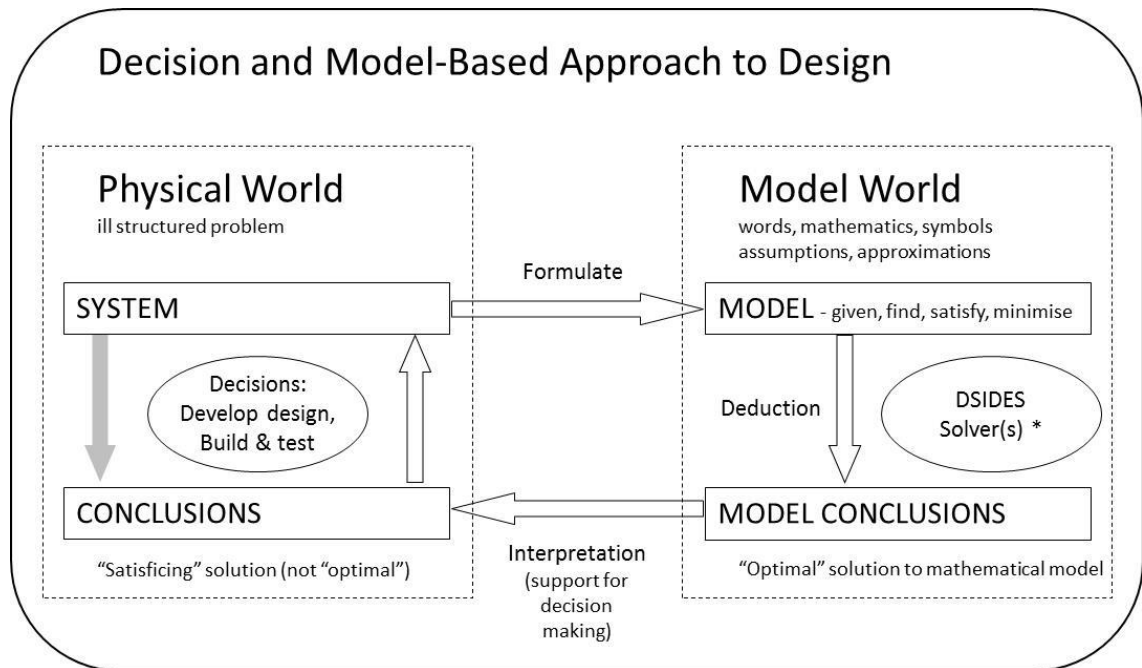 Decision and Model-Based Approach to Design
Physical World
ill structured problem
SYSTEM
Decisions:
Develop design,
Build & test
CONCLUSIONS
“Satisficing” solution (not “optimal”)
Formulate
Interpretation
(support for
decision
making)
Model World
words, mathematics, symbols
assumptions, approximations
MODEL - given, find, satisfy, minimise
Deduction
DSIDES
Solver(s) *
MODEL CONCLUSIONS
“Optimal” solution to mathematical model